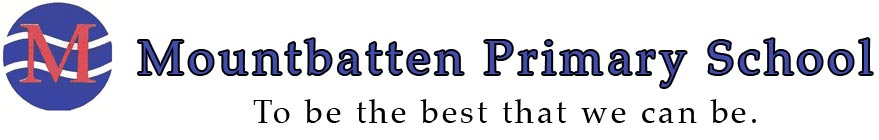 M
Mountbatten Primary School
To be the best that we can be.